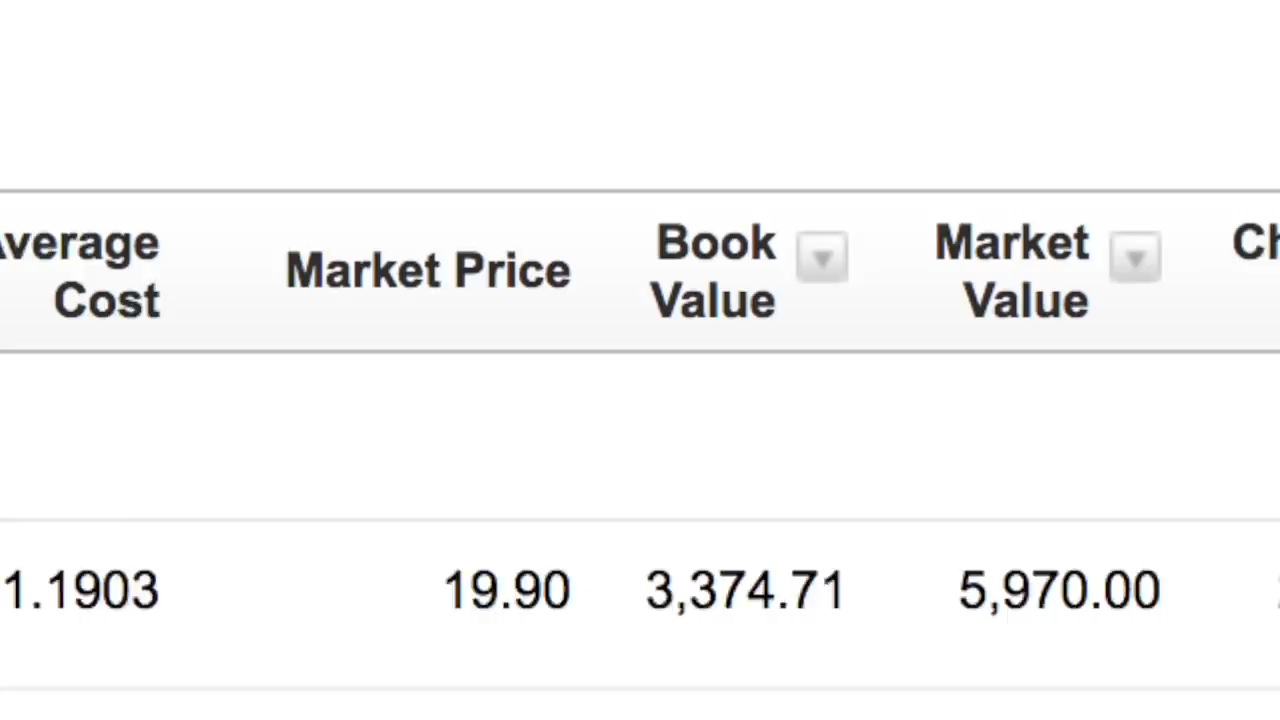 Average Cost
Market Price
Book Value
Market Value
1.1903
19.90
3,374.71
5,970.00